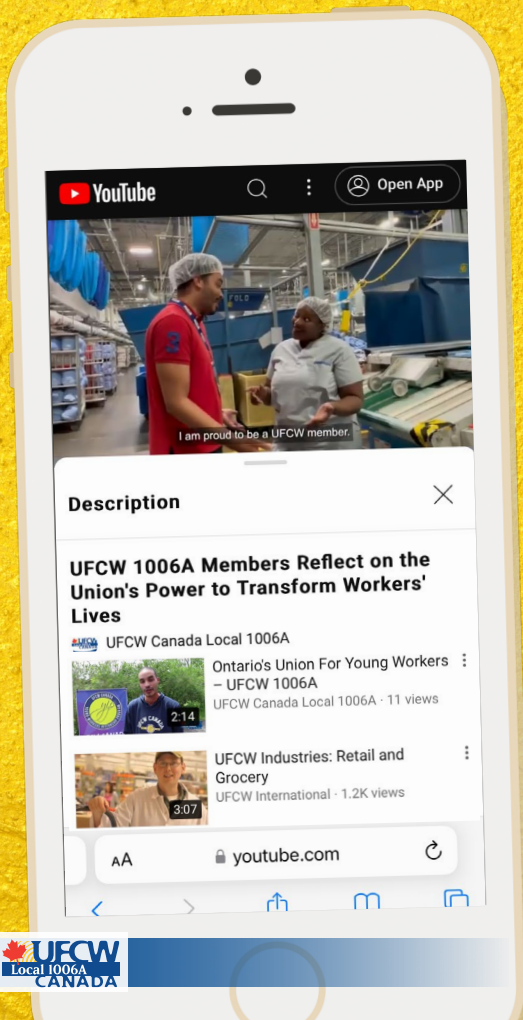 YouTube
Open App
FOLD
I am proud to be a UFCW member.
Description
UFCW 1006A Members Reflect on the
Union's Power to Transform Workers'
Lives
UFCW
UFCW Canada Local 1006A
Ontario's Union For Young Workers
– UFCW 1006A
UFCW Canada Local 1006A · 11 views
UFCW CANADA
2:14
UFCW Industries: Retail and
Grocery
UFCW International · 1.2K views
3:07
AA
youtube.com
UFCW
Local 1006A
CANADA